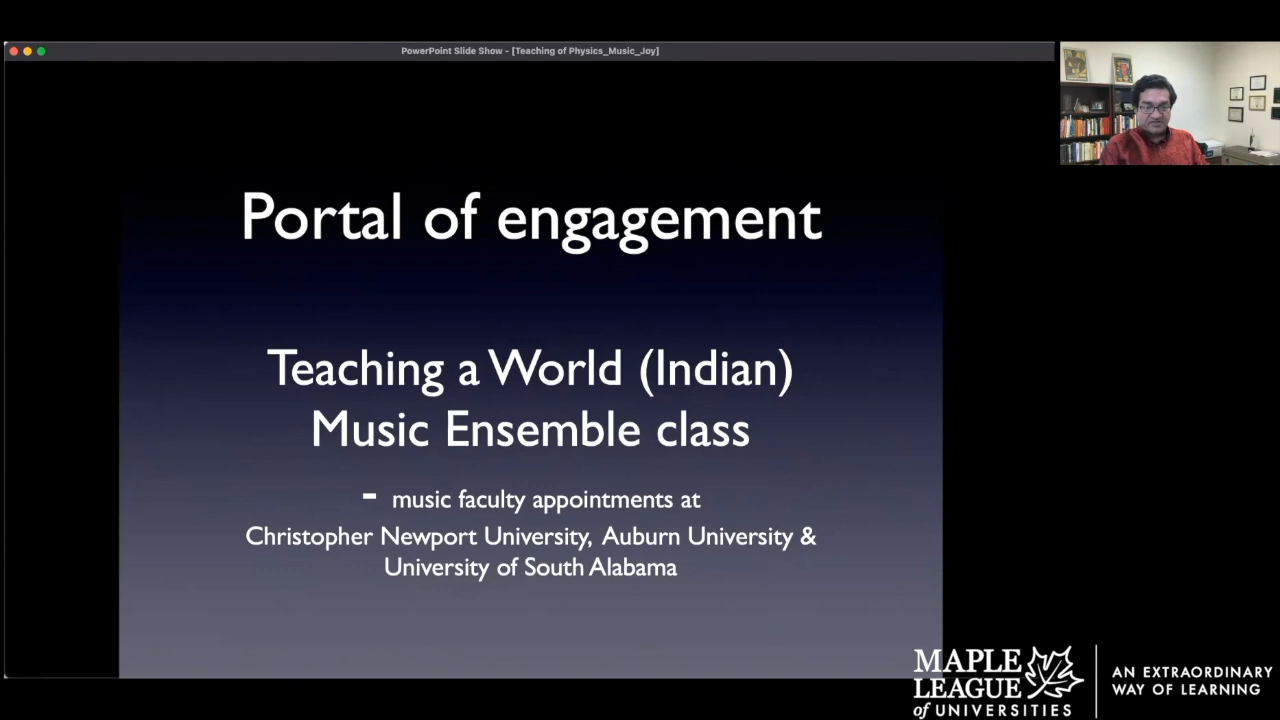 PowerPoint Slide Show - [Teaching of Physics_Music_Joy]
Portal of engagement
Teaching a World (Indian)
Music Ensemble class
- music faculty appointments at
Christopher Newport University, Auburn University &
University of South Alabama
MAPLE
LEAGUE
of UNIVERSITIES
AN EXTRAORDINARY
WAY OF LEARNING